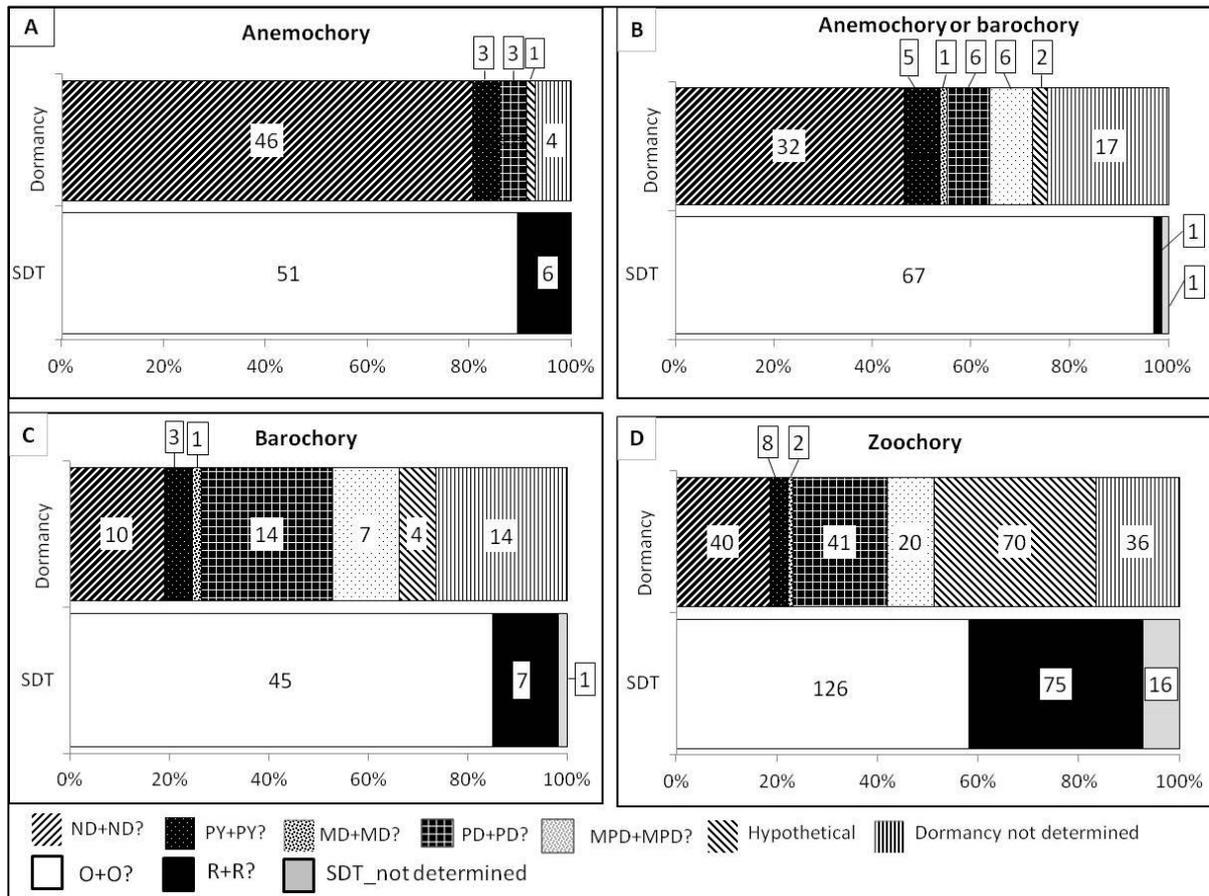 A
Anemochory
3 3 1
Dormancy
46 4
SDT
51 6
0% 20% 40% 60% 80% 100%
B
Anemochory or barochory
5 1 6 6 2
Dormancy
32 17
SDT
67 1
1
0% 20% 40% 60% 80% 100%
C
Barochory
3 1
Dormancy
10 14 7 4 14
SDT
45 7 1
0% 20% 40% 60% 80% 100%
D
Zoochory
8 2
Dormancy
40 41 20 70 36
SDT
126 75 16
0% 20% 40% 60% 80% 100%
ND+ND? PY+PY? MD+MD? PD+PD? MPD+MPD? Hypothetical Dormancy not determined
O+O? R+R? SDT_not determined